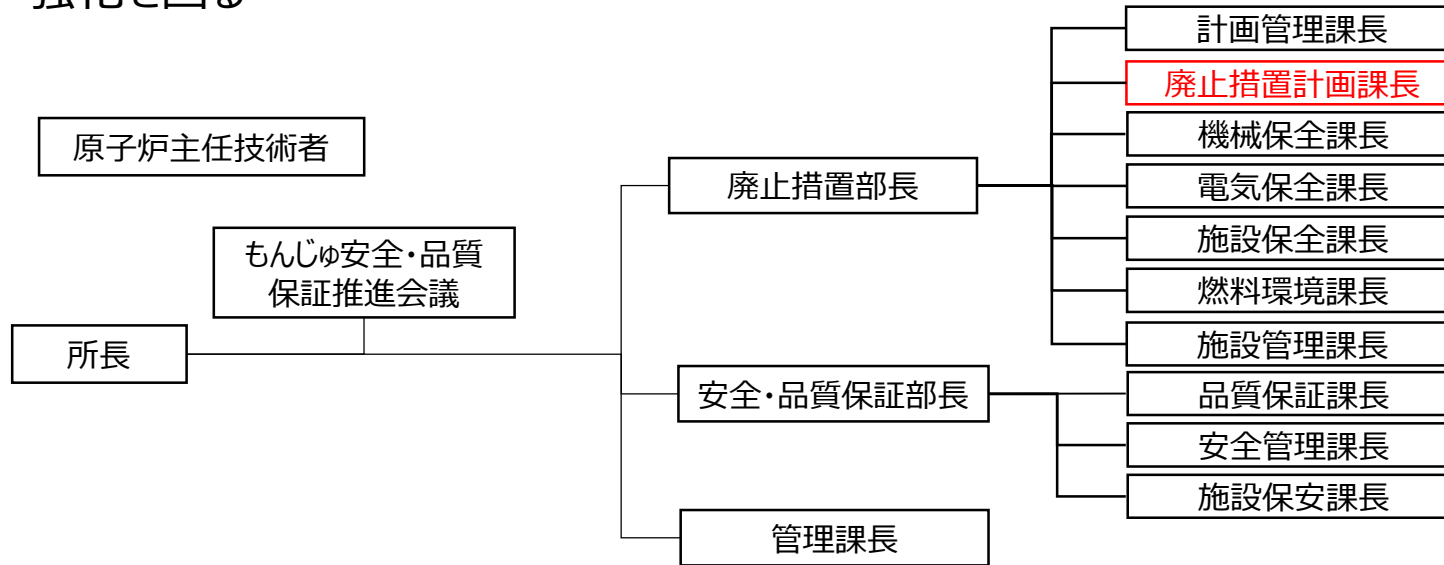 強化を図る
計画管理課長
廃止措置計画課長
原子炉主任技術者
機械保全課長
廃止措置部長
電気保全課長
もんじゅ安全・品質
保証推進会議
施設保全課長
燃料環境課長
所長
施設管理課長
安全・品質保証部長
品質保証課長
安全管理課長
施設保安課長
管理課長